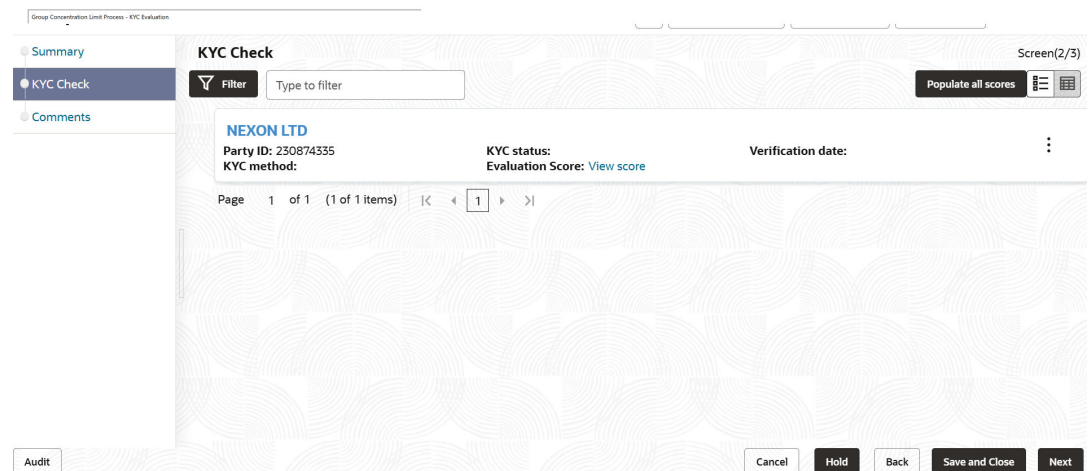 Group Concentration Limit Process - KYC Evaluation
Summary
KYC Check
Comments
KYC Check
Screen(2/3)
Filter
Type to filter
Populate all scores
NEXON LTD
Party ID: 230874335
KYC status:
Verification date:
KYC method:
Evaluation Score: View score
Page 1 of 1 (1 of 1 items) 1
Audit
Cancel
Hold
Back
Save and Close
Next